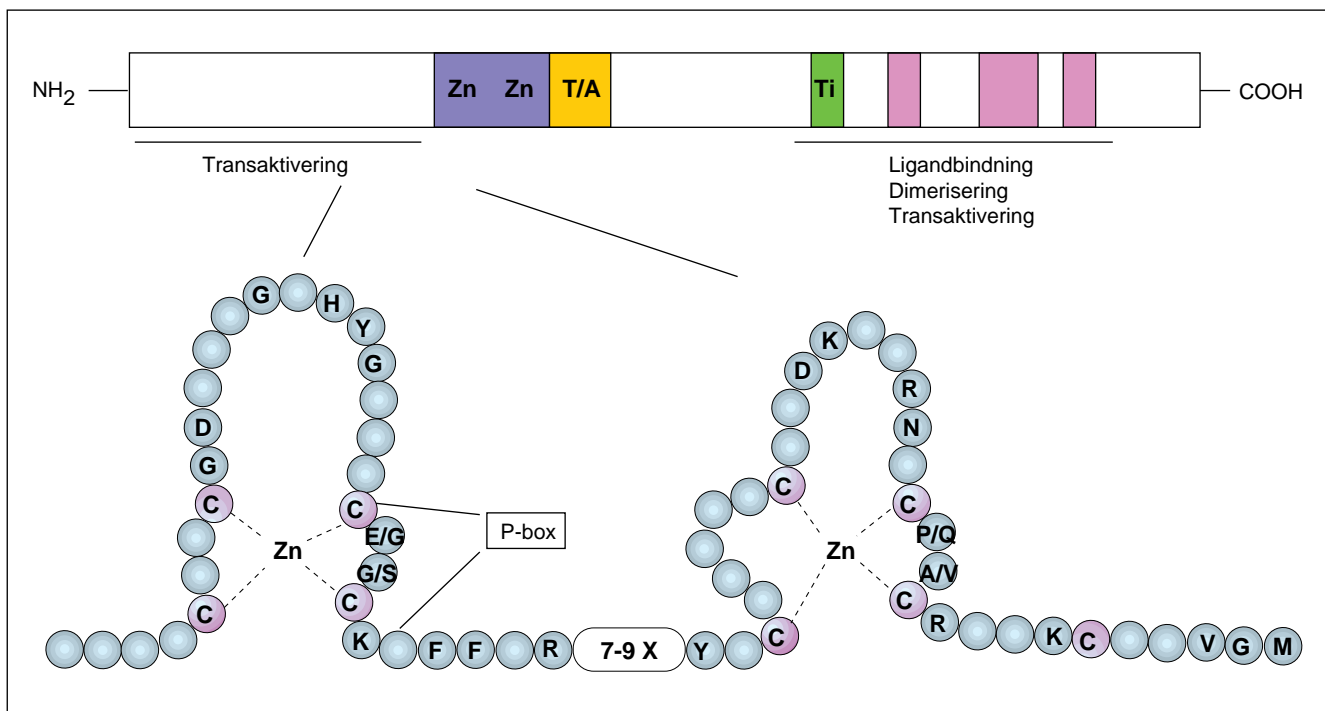 NH2
Zn Zn T/A
Ti
COOH
Transaktivering
Ligandbindning
Dimerisering
Transaktivering
G H Y G
D G C
C
Zn
C
E/G
G/S
C
P-box
K F F R
7-9 X
Y C
C D K R N
C
Zn
P/Q
A/V
C
R K C V G M